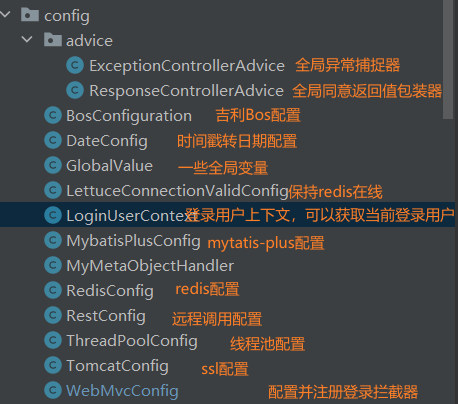 config
advice
ExceptionControllerAdvice 全局异常捕捉器
ResponseControllerAdvice 全局同意返回值包装器
BosConfiguration 吉利Bos配置
DateConfig 时间戳转日期配置
GlobalValue 一些全局变量
LettuceConnectionValidConfig 保持redis在线
LoginUserContext 登录用户上下文，可以获取当前登录用户
MybatisPlusConfig mytatis-plus配置
MyMetaObjectHandler
RedisConfig redis配置
RestConfig 远程调用配置
ThreadPoolConfig 线程池配置
TomcatConfig ssl配置
WebMvcConfig 配置并注册登录拦截器